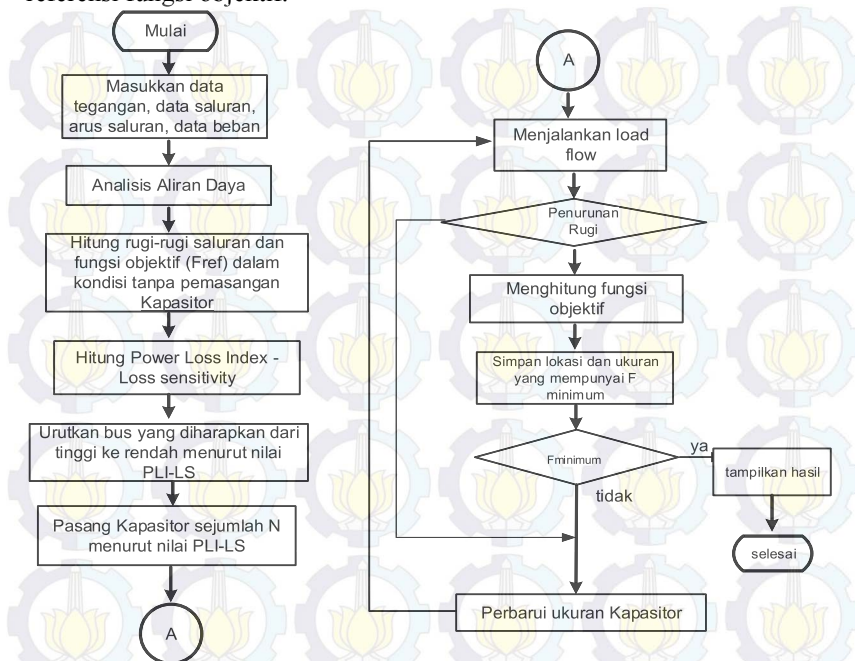 referensi fungsi objektif.
Mulai
Masukkan data
tegangan, data saluran,
arus saluran, data beban
Analisis Aliran Daya
Hitung rugi-rugi saluran dan
fungsi objektif (Fref) dalam
kondisi tanpa pemasangan
Kapasitor
Hitung Power Loss Index -
Loss sensitivity
Urutkan bus yang diharapkan dari
tinggi ke rendah menurut nilai
PLI-LS
Pasang Kapasitor sejumlah N
menurut nilai PLI-LS
A
A
Menjalankan load
flow
Penurunan
Rugi
Menghitung fungsi
objektif
Simpan lokasi dan ukuran
yang mempunyai F
minimum
Fminimum
ya
tidak
tampilkan hasil
selesai
Perbarui ukuran Kapasitor